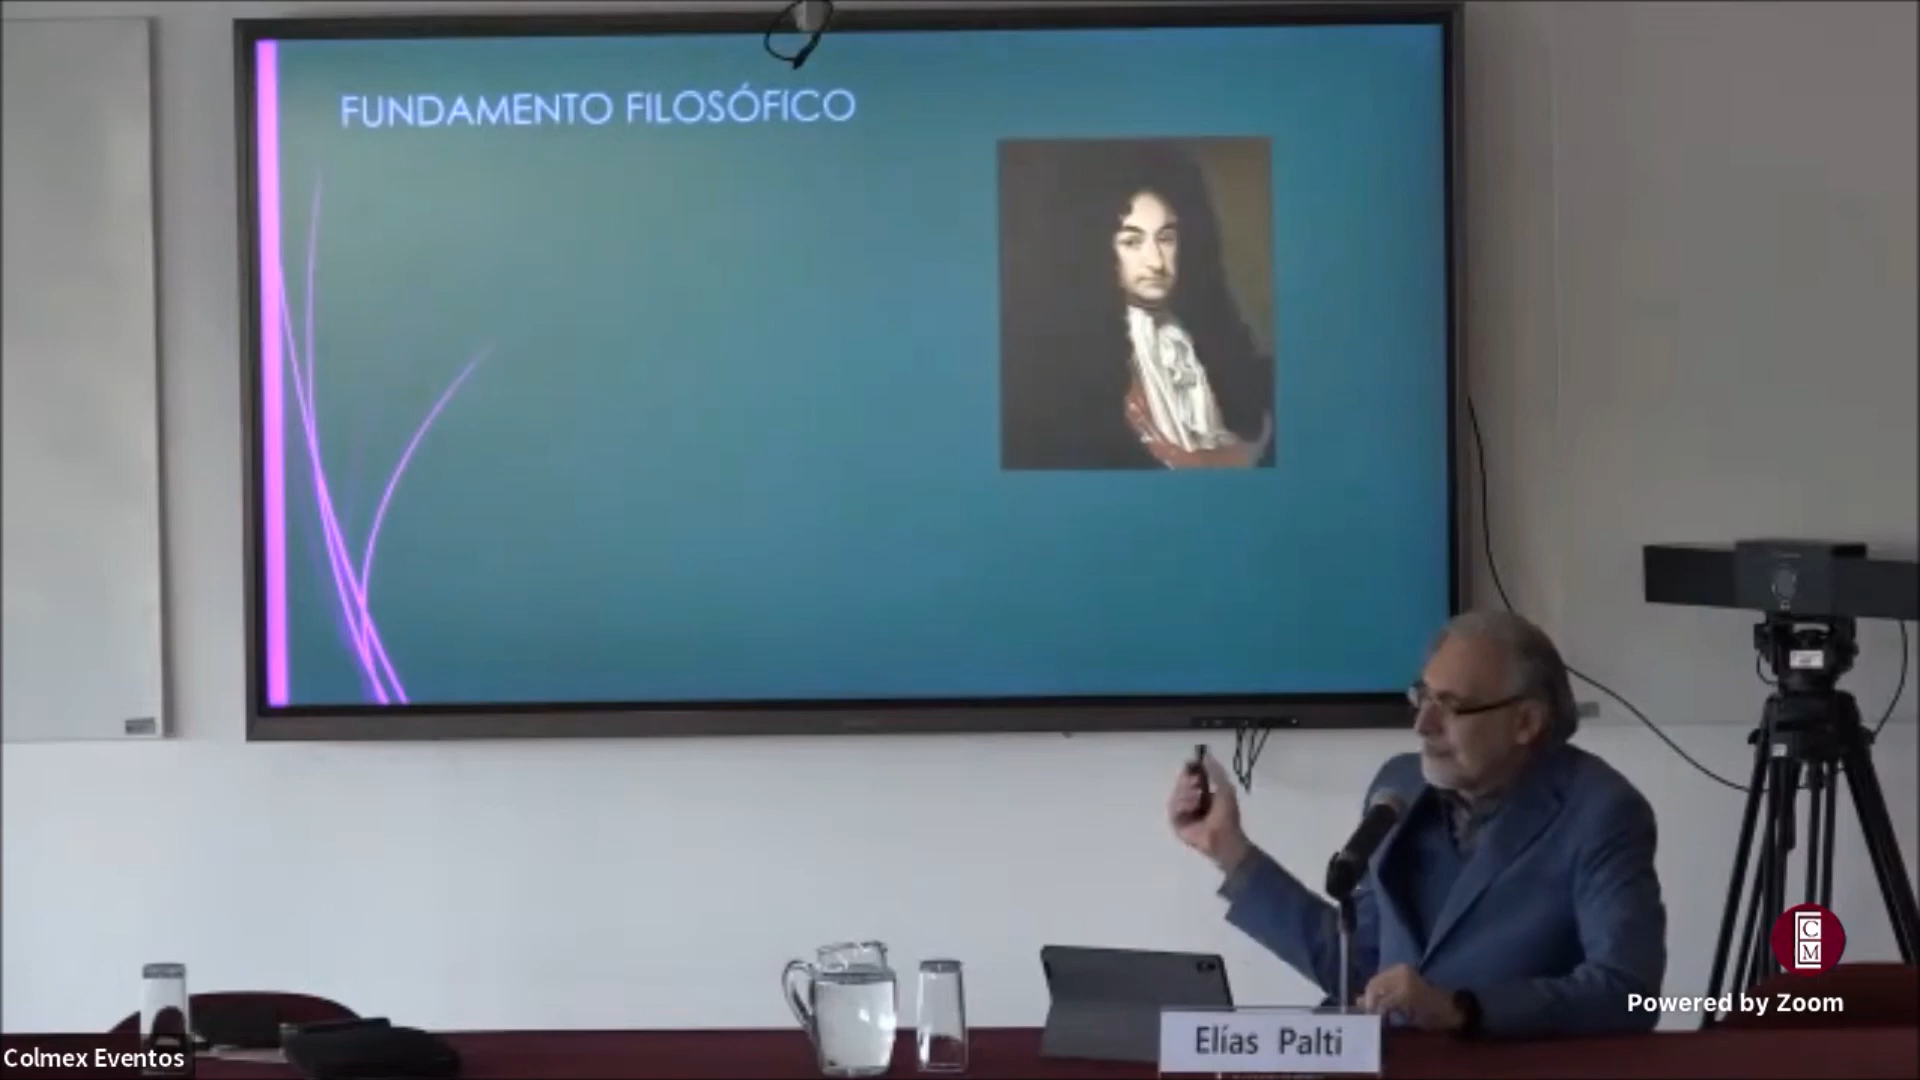 FUNDAMENTO FILOSÓFICO
C
M
Powered by Zoom
Elías Palti
Colmex Eventos